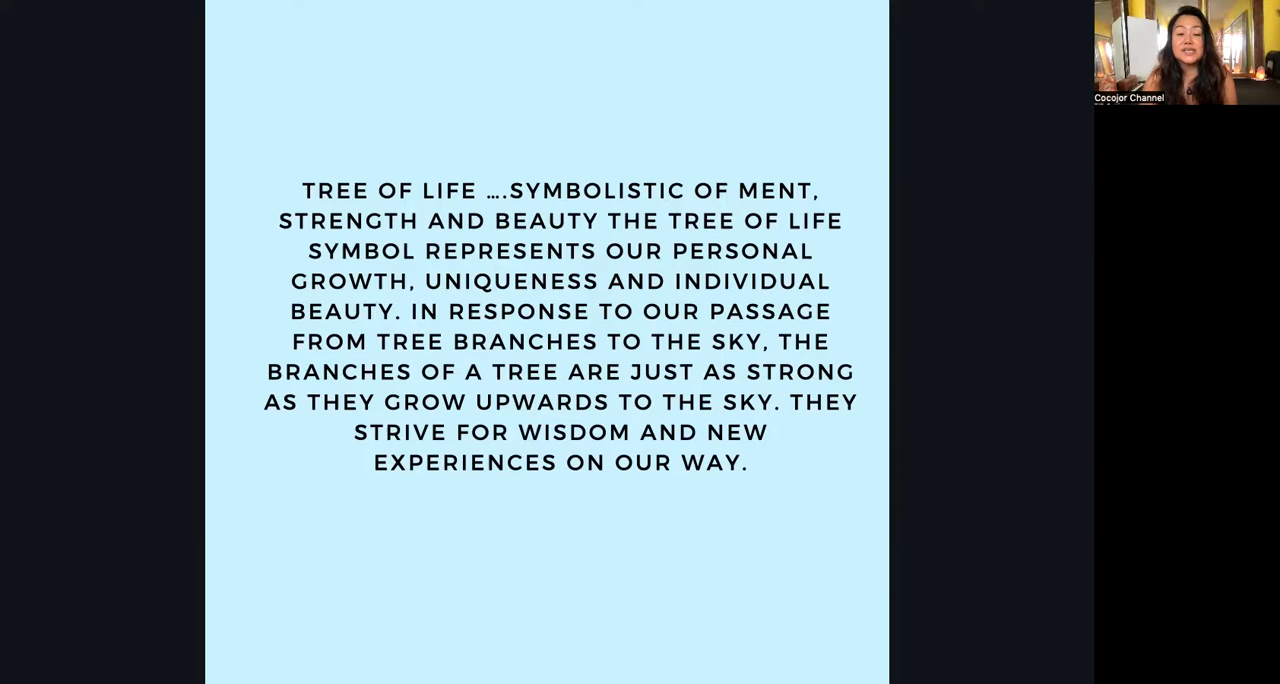 TREE OF LIFE ….SYMBOLISTIC OF MENT,
STRENGTH AND BEAUTY THE TREE OF LIFE
SYMBOL REPRESENTS OUR PERSONAL
GROWTH, UNIQUENESS AND INDIVIDUAL
BEAUTY. IN RESPONSE TO OUR PASSAGE
FROM TREE BRANCHES TO THE SKY, THE
BRANCHES OF A TREE ARE JUST AS STRONG
AS THEY GROW UPWARDS TO THE SKY. THEY
STRIVE FOR WISDOM AND NEW
EXPERIENCES ON OUR WAY.
Cocojor Channel